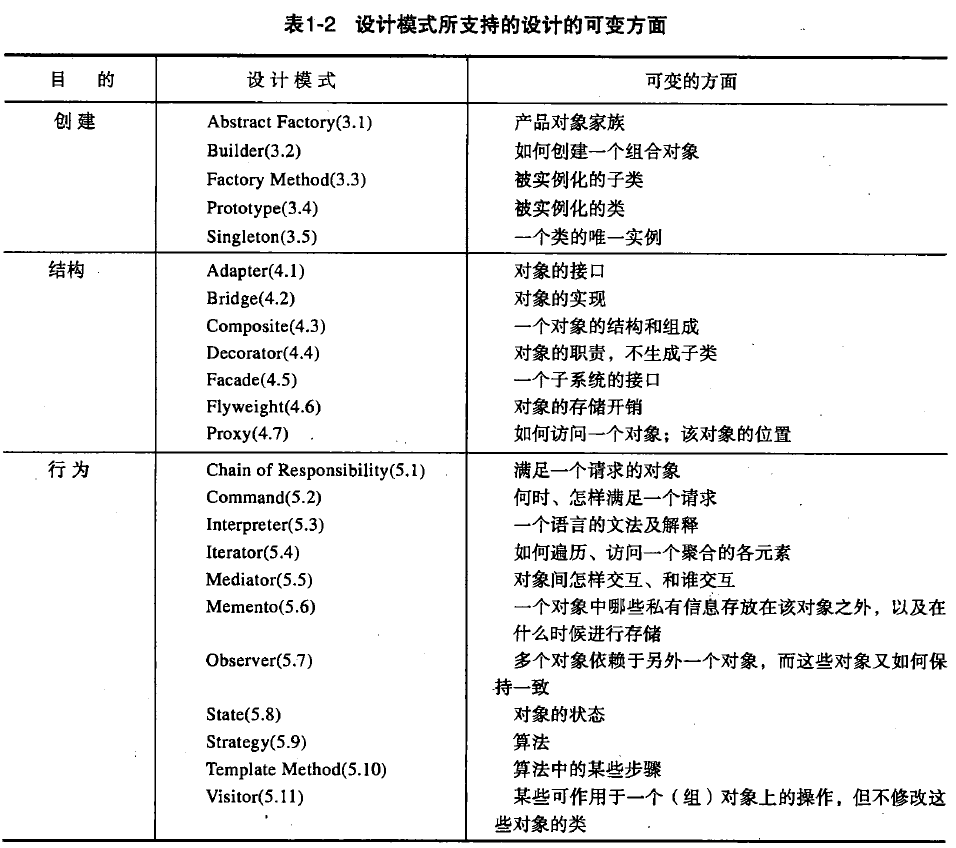 表1-2 设计模式所支持的设计的可变方面
目 的 设计模式 可变的方面
创建 Abstract Factory(3.1) 产品对象家族
Builder(3.2) 如何创建一个组合对象
Factory Method(3.3) 被实例化的子类
Prototype(3.4) 被实例化的类
Singleton(3.5) 一个类的唯一实例
结构 Adapter(4.1) 对象的接口
Bridge(4.2) 对象的实现
Composite(4.3) 一个对象的结构和组成
Decorator(4.4) 对象的职责，不生成子类
Facade(4.5) 一个子系统的接口
Flyweight(4.6) 对象的存储开销
Proxy(4.7) 如何访问一个对象；该对象的位置
行为 Chain of Responsibility(5.1) 满足一个请求的对象
Command(5.2) 何时、怎样满足一个请求
Interpreter(5.3) 一个语言的文法及解释
Iterator(5.4) 如何遍历、访问一个聚合的各元素
Mediator(5.5) 对象间怎样交互、和谁交互
Memento(5.6) 一个对象中哪些私有信息存放在该对象之外，以及在
什么时候进行存储
Observer(5.7) 多个对象依赖于另外一个对象，而这些对象又如何保
持一致
State(5.8) 对象的状态
Strategy(5.9) 算法
Template Method(5.10) 算法中的某些步骤
Visitor(5.11) 某些可作用于一个（组）对象上的操作，但不修改这
些对象的类